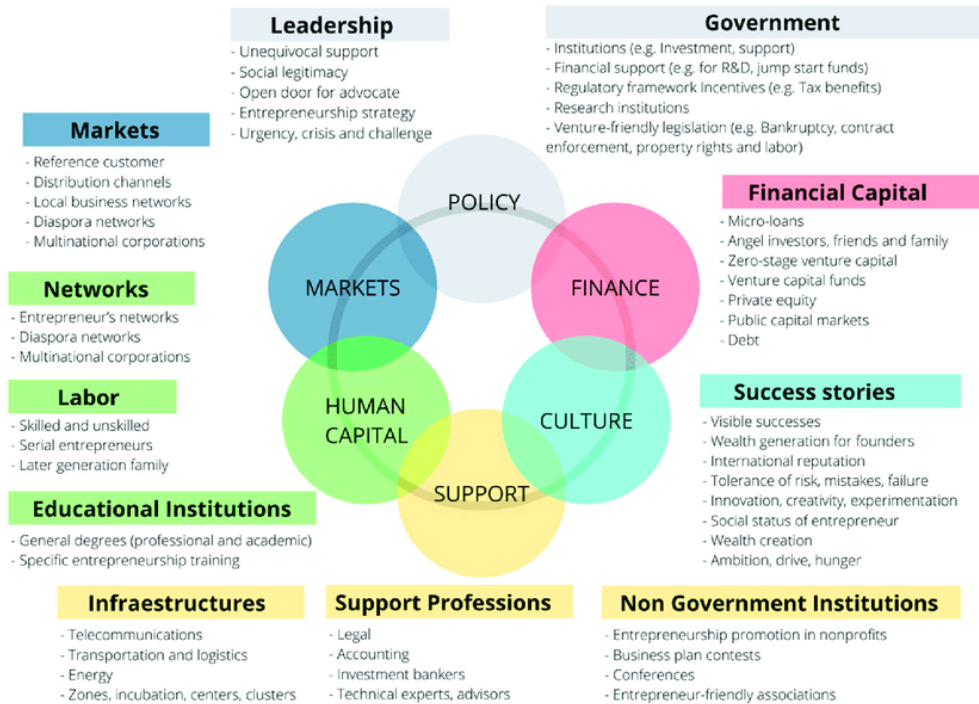 Leadership
- Unequivocal support
- Social legitimacy
- Open door for advocate
- Entrepreneurship strategy
- Urgency, crisis and challenge
Government
- Institutions (e.g. Investment, support)
- Financial support (e.g. for R&D, jump start funds)
- Regulatory framework Incentives (e.g. Tax benefits)
- Research institutions
- Venture-friendly legislation (e.g. Bankruptcy, contract
enforcement, property rights and labor)
Markets
- Reference customer
- Distribution channels
- Local business networks
- Diaspora networks
- Multinational corporations
Networks
- Entrepreneur's networks
- Diaspora networks
- Multinational corporations
Labor
- Skilled and unskilled
- Serial entrepreneurs
- Later generation family
Educational Institutions
- General degrees (professional and academic)
- Specific entrepreneurship training
POLICY
MARKETS
FINANCE
HUMAN
CAPITAL
CULTURE
SUPPORT
Financial Capital
- Micro-loans
- Angel investors, friends and family
- Zero-stage venture capital
- Venture capital funds
- Private equity
- Public capital markets
- Debt
Success stories
- Visible successes
- Wealth generation for founders
- International reputation
- Tolerance of risk, mistakes, failure
- Innovation, creativity, experimentation
- Social status of entrepreneur
- Wealth creation
- Ambition, drive, hunger
Infraestructures
- Telecommunications
- Transportation and logistics
- Energy
- Zones, incubation, centers, clusters
Support Professions
- Legal
- Accounting
- Investment bankers
- Technical experts, advisors
Non Government Institutions
- Entrepreneurship promotion in nonprofits
- Business plan contests
- Conferences
- Entrepreneur-friendly associations